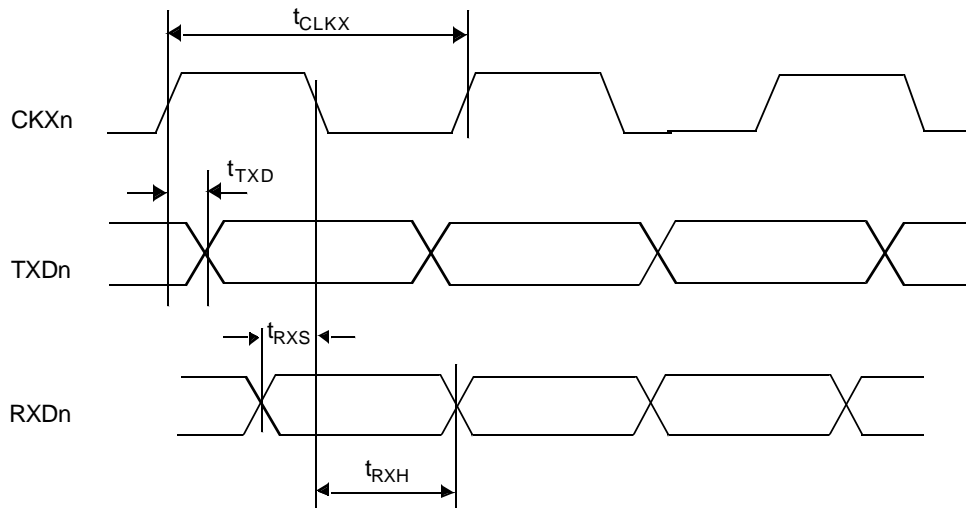 tCLKX
CKXn
tTXD
TXDn
tRXS
RXDn
tRXH